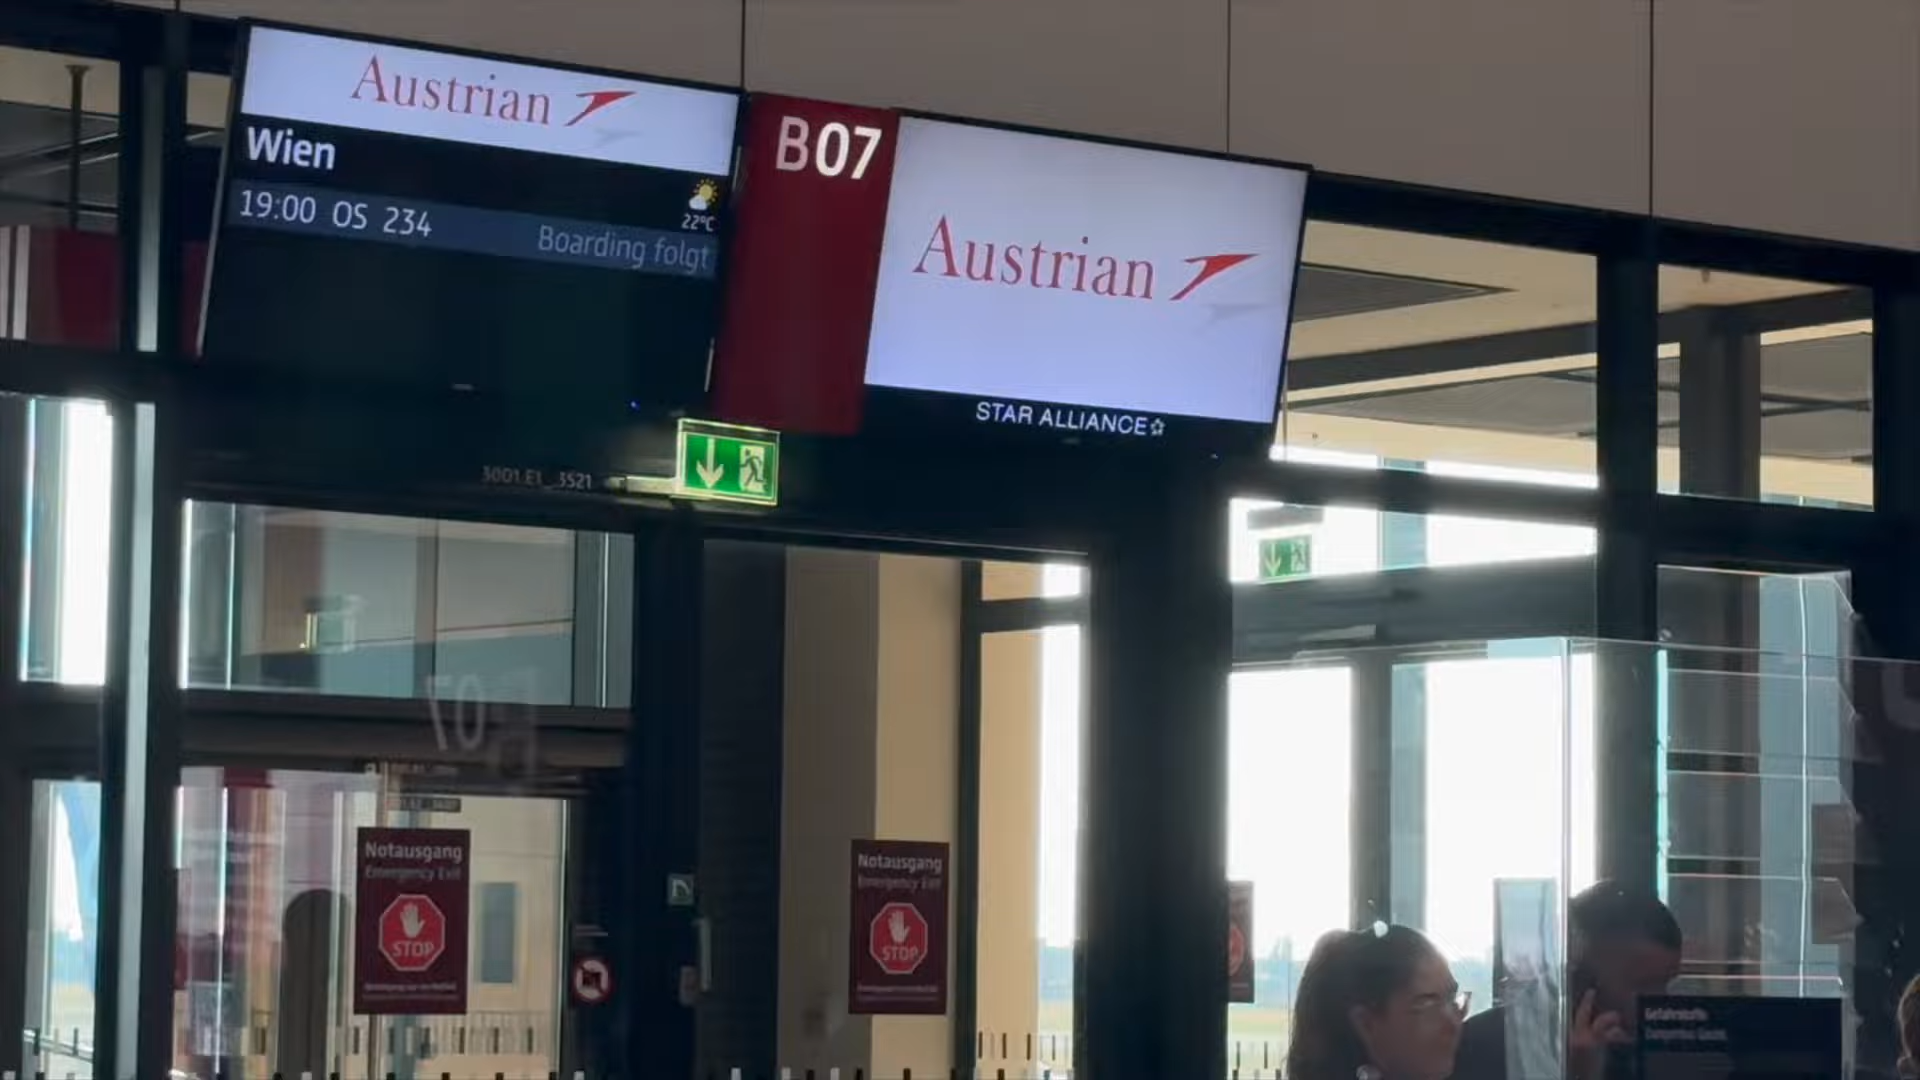 Austrian
Wien
22°C
19:00 OS 234
Boarding folgt
B07
Austrian
STAR ALLIANCE
3001.E1_3521
Notausgang
Emergency Exit
STOP
Notausgang
Emergency Exit
STOP
Gefahrstoffe